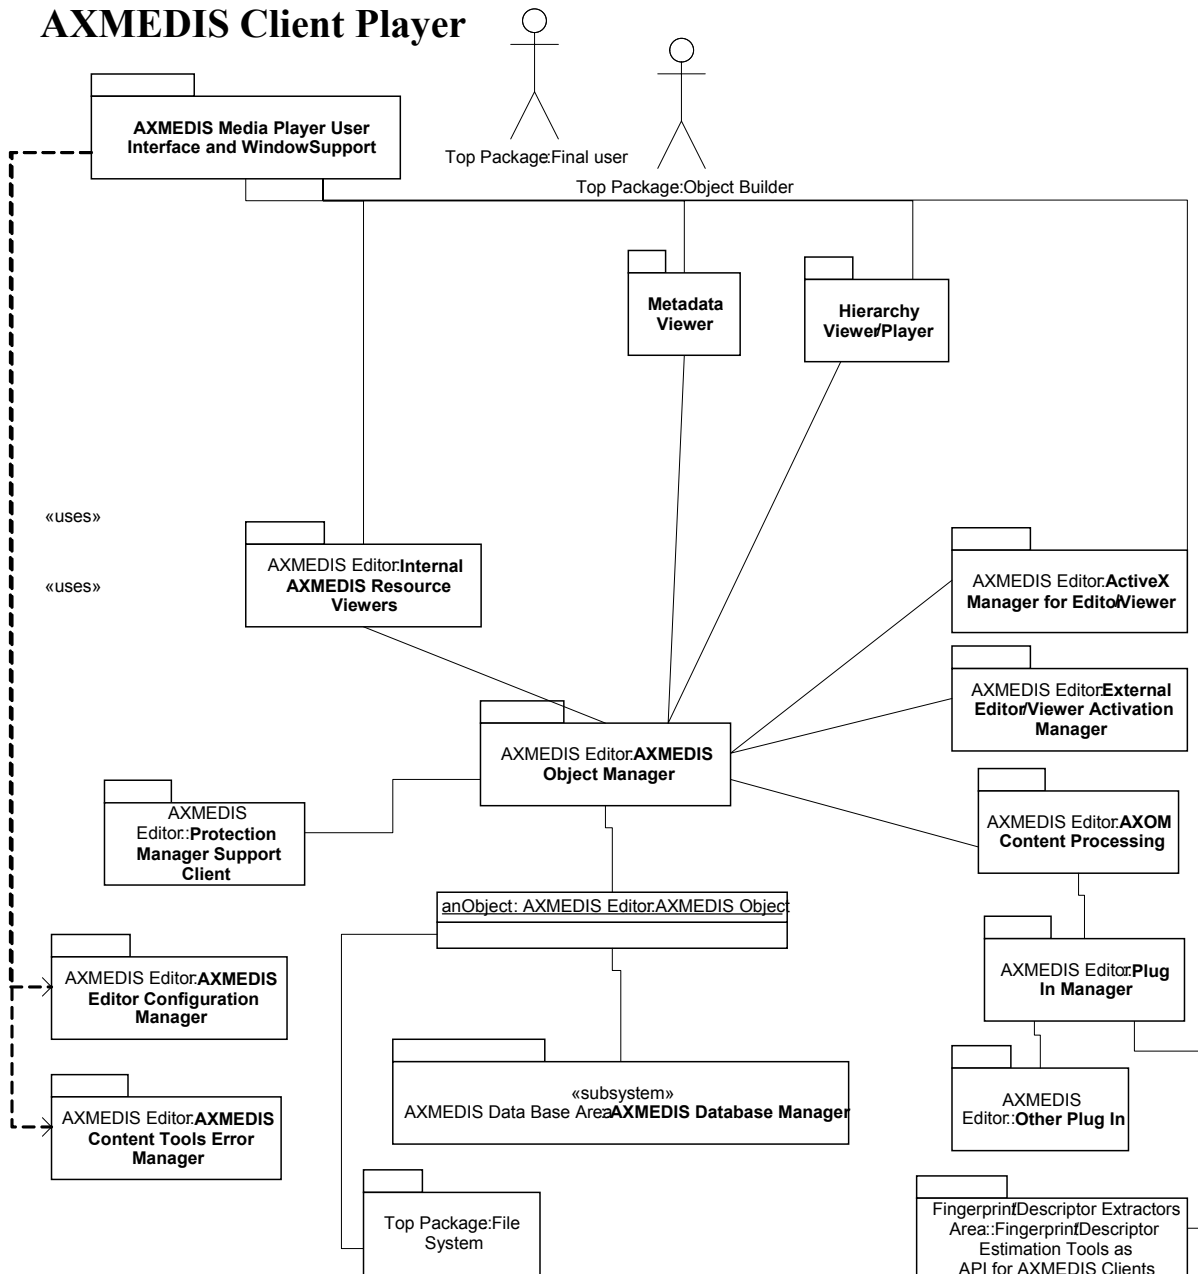 AXMEDIS Client Player
AXMEDIS Media Player User
Interface and WindowSupport
Top Package:Final user
Top Package:Object Builder
Metadata
Viewer
Hierarchy
Viewer/Player
«uses»
«uses»
AXMEDIS Editor:Internal
AXMEDIS Resource
Viewers
AXMEDIS Editor:ActiveX
Manager for Editor/Viewer
AXMEDIS Editor:External
Editor/Viewer Activation
Manager
AXMEDIS Editor:AXMEDIS
Object Manager
AXMEDIS
Editor::Protection
Manager Support
Client
AXMEDIS Editor:AXOM
Content Processing
anObject : AXMEDIS Editor:AXMEDIS Object
AXMEDIS Editor:AXMEDIS
Editor Configuration
Manager
AXMEDIS Editor:Plug
In Manager
«subsystem»
AXMEDIS Data Base Area:AXMEDIS Database Manager
AXMEDIS
Editor::Other Plug In
AXMEDIS Editor:AXMEDIS
Content Tools Error
Manager
Top Package:File
System
Fingerprint/Descriptor Extractors
Area::Fingerprint/Descriptor
Estimation Tools as
API for AXMEDIS Clients